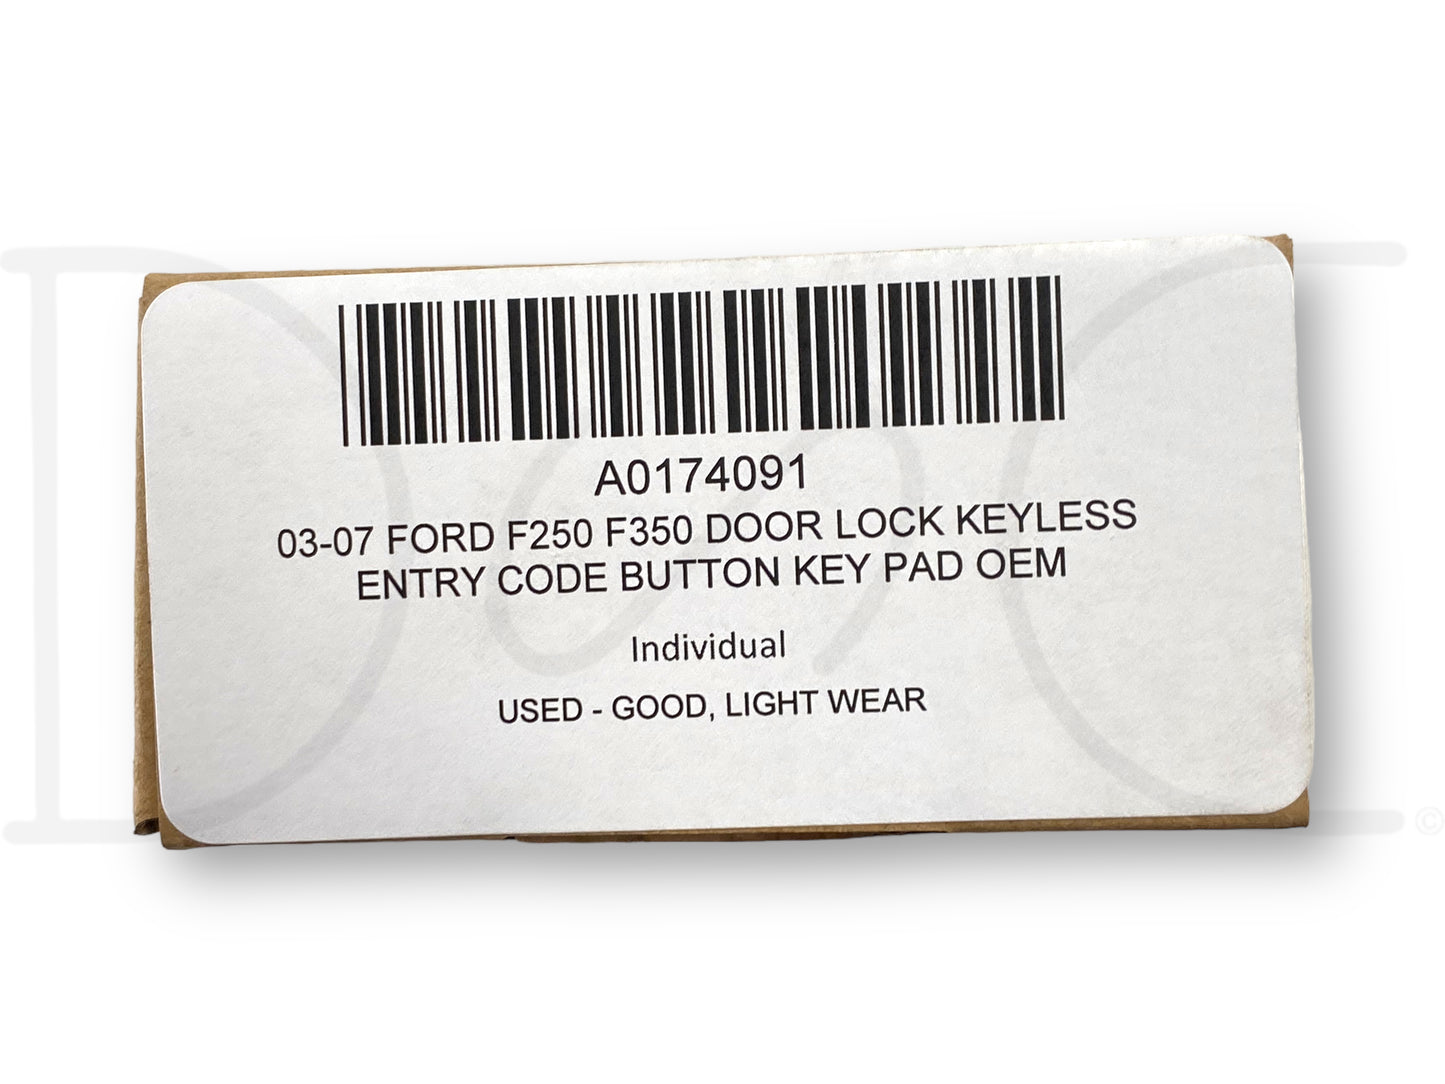 A0174091
03-07 FORD F250 F350 DOOR LOCK KEYLESS
ENTRY CODE BUTTON KEY PAD OEM
Individual
USED - GOOD, LIGHT WEAR
©